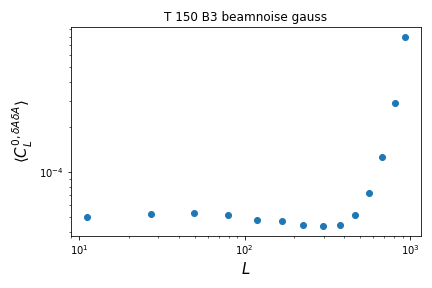 T 150 B3 beamnoise gauss
⟨C_L^{0, δAδA}⟩
10^{-4}
10^1 10^2 10^3
L